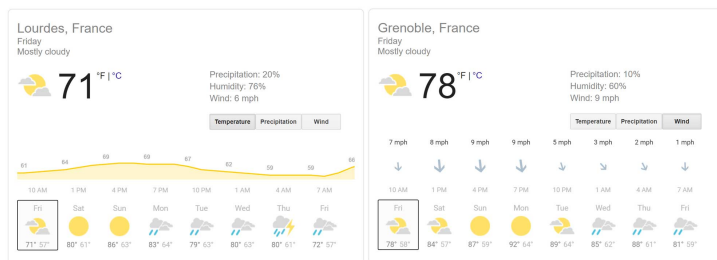 Lourdes, France
Friday
Mostly cloudy
71 °F | °C
Precipitation: 20%
Humidity: 76%
Wind: 6 mph
Temperature Precipitation Wind
61 64 69 69 67 62 59 59 68
10 AM 1 PM 4 PM 7 PM 10 PM 1 AM 4 AM 7 AM
Fri Sat Sun Mon Tue Wed Thu Fri
71° 57° 80° 61° 86° 63° 83° 64° 79° 63° 80° 63° 80° 61° 72° 57°
Grenoble, France
Friday
Mostly cloudy
78 °F | °C
Precipitation: 10%
Humidity: 60%
Wind: 9 mph
Temperature Precipitation Wind
7 mph 8 mph 9 mph 9 mph 5 mph 3 mph 2 mph 1 mph
10 AM 1 PM 4 PM 7 PM 10 PM 1 AM 4 AM 7 AM
Fri Sat Sun Mon Tue Wed Thu Fri
78° 58° 84° 57° 87° 59° 92° 64° 89° 64° 85° 62° 88° 61° 81° 59°